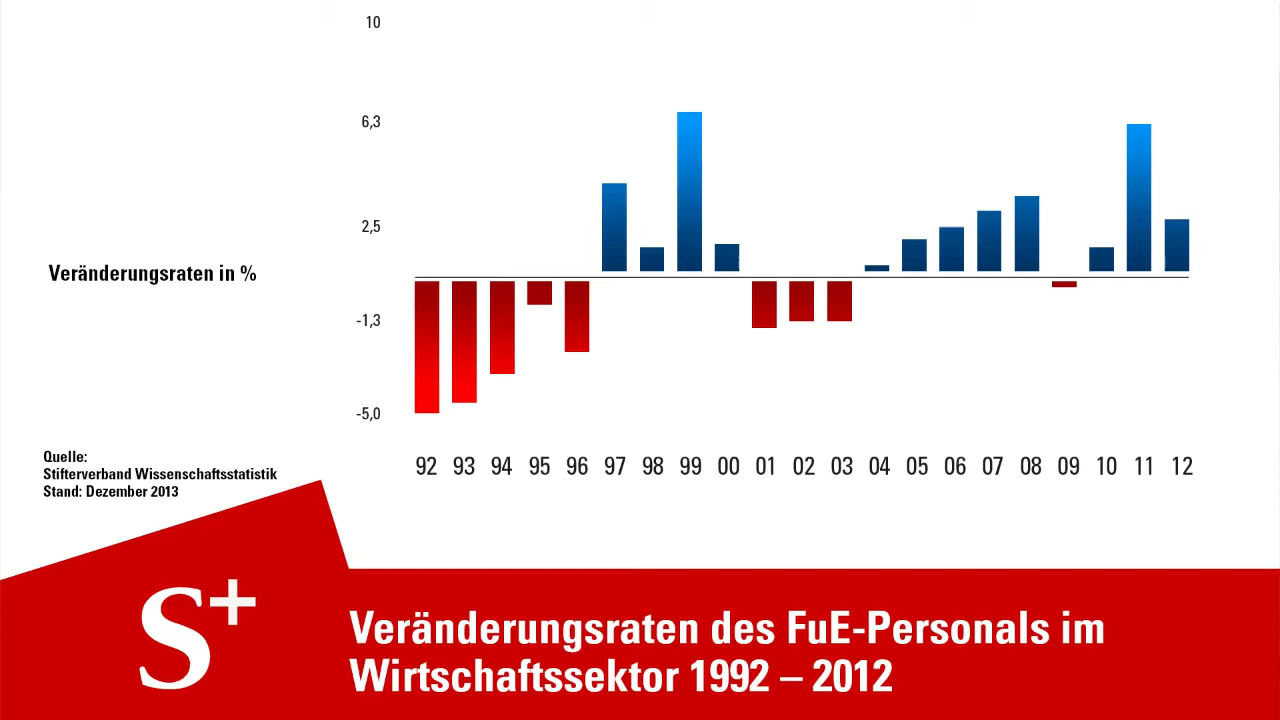 10
6,3
2,5
Veränderungsraten in %
-1,3
-5,0
92 93 94 95 96 97 98 99 00 01 02 03 04 05 06 07 08 09 10 11 12
Quelle:
Stifterverband Wissenschaftsstatistik
Stand: Dezember 2013
S+
Veränderungsraten des FuE-Personals im
Wirtschaftssektor 1992 – 2012